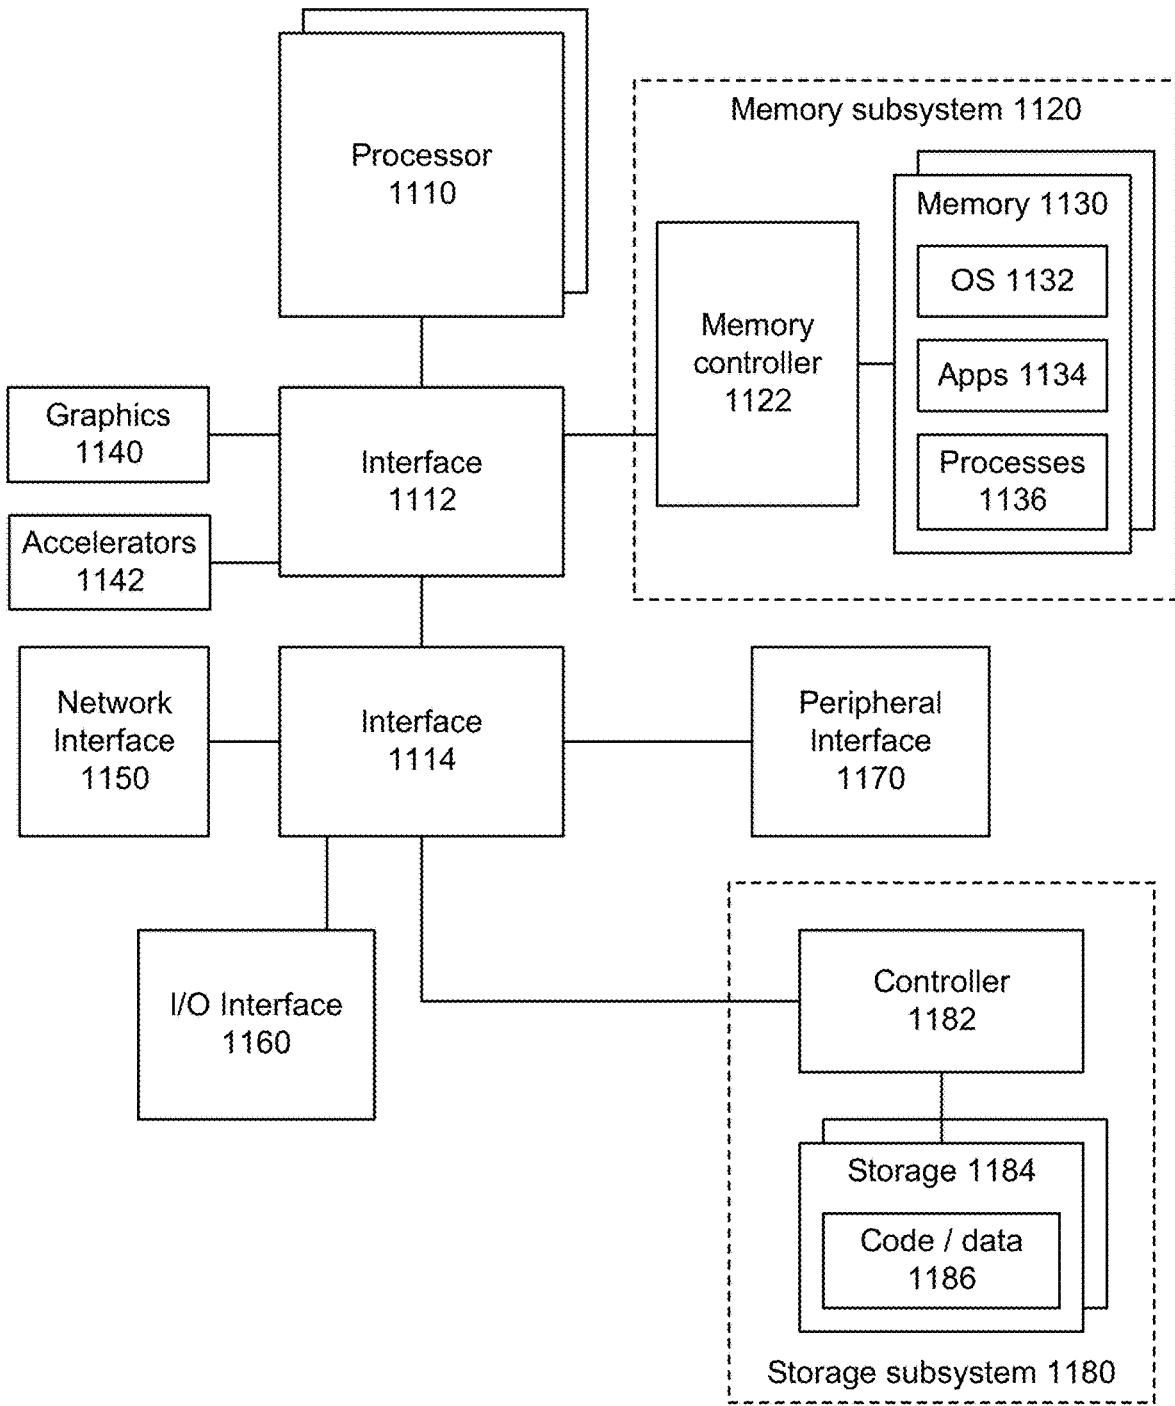 Processor
1110
Memory subsystem 1120
Memory 1130
OS 1132
Apps 1134
Processes
1136
Memory
controller
1122
Graphics
1140
Interface
1112
Accelerators
1142
Network
Interface
1150
Interface
1114
Peripheral
Interface
1170
I/O Interface
1160
Controller
1182
Storage 1184
Code / data
1186
Storage subsystem 1180